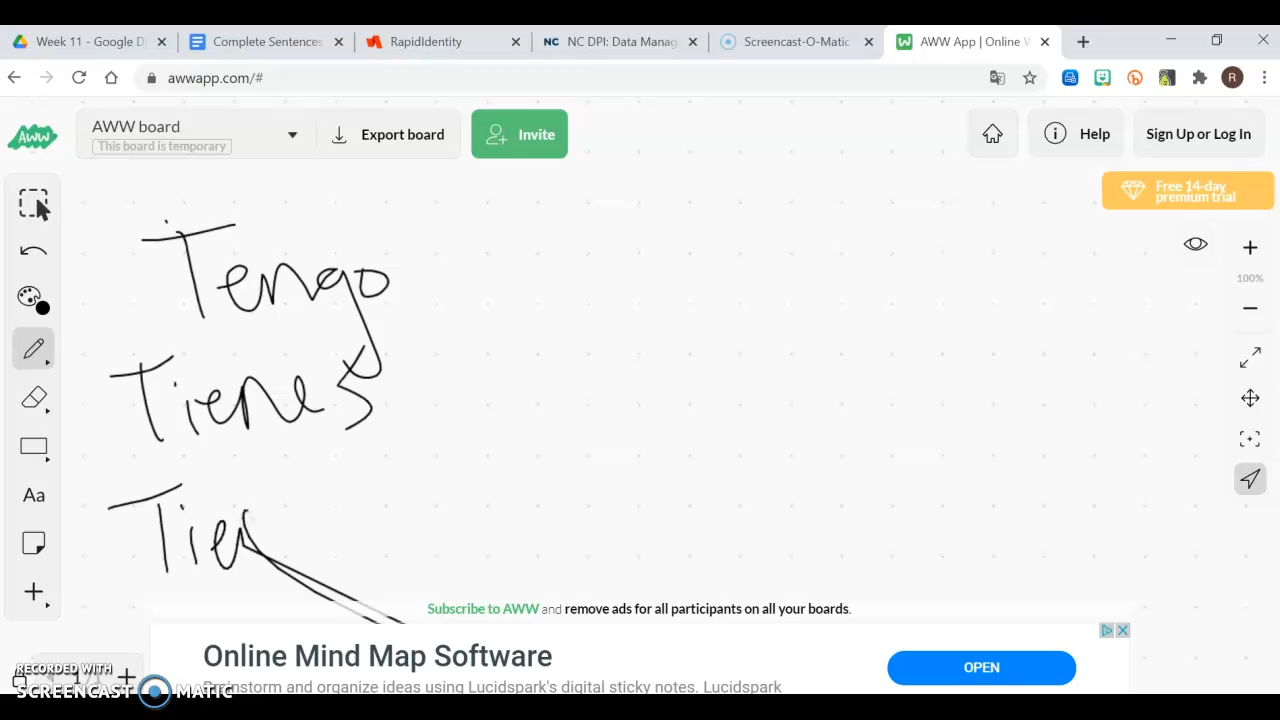 Week 11 - Google D
Complete Sentences
RapidIdentity
NC DPI: Data Manag
Screencast-O-Matic
AWW App | Online W
awwapp.com/#
R
AWW
AWW board
This board is temporary
Export board
Invite
Help
Sign Up or Log In
Free 14-day
premium trial
100%
Tengo
Tienes
Tien
Aa
Subscribe to AWW and remove ads for all participants on all your boards.
Online Mind Map Software
Brainstorm and organize ideas using Lucidspark's digital sticky notes. Lucidspark
OPEN
RECORDED WITH
SCREENCAST MATIC